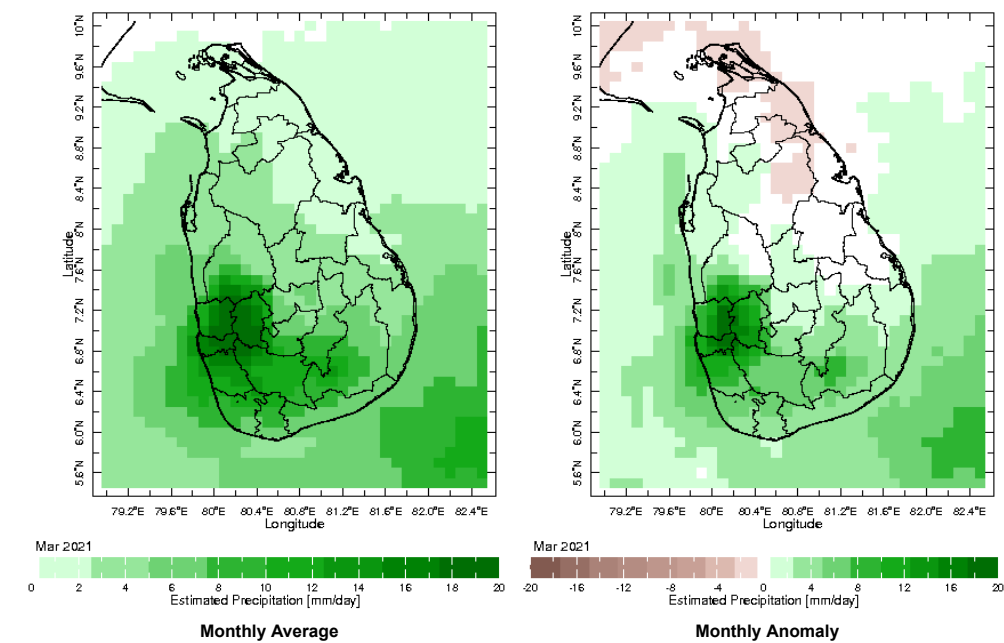 10°N
9.6°N
9.2°N
8.8°N
8.4°N
8°N
7.6°N
7.2°N
6.8°N
6.4°N
6.0°N
5.6°N
Latitude
79.2°E 79.6°E 80°E 80.4°E 80.8°E 81.2°E 81.6°E 82.0°E 82.4°E
Longitude
Mar 2021
0 2 4 6 8 10 12 14 16 18 20
Estimated Precipitation [mm/day]
Monthly Average
10°N
9.6°N
9.2°N
8.8°N
8.4°N
8°N
7.6°N
7.2°N
6.8°N
6.4°N
6.0°N
5.6°N
Latitude
79.2°E 79.6°E 80°E 80.4°E 80.8°E 81.2°E 81.6°E 82.0°E 82.4°E
Longitude
Mar 2021
-20 -16 -12 -8 -4 0 4 8 12 16 20
Estimated Precipitation [mm/day]
Monthly Anomaly